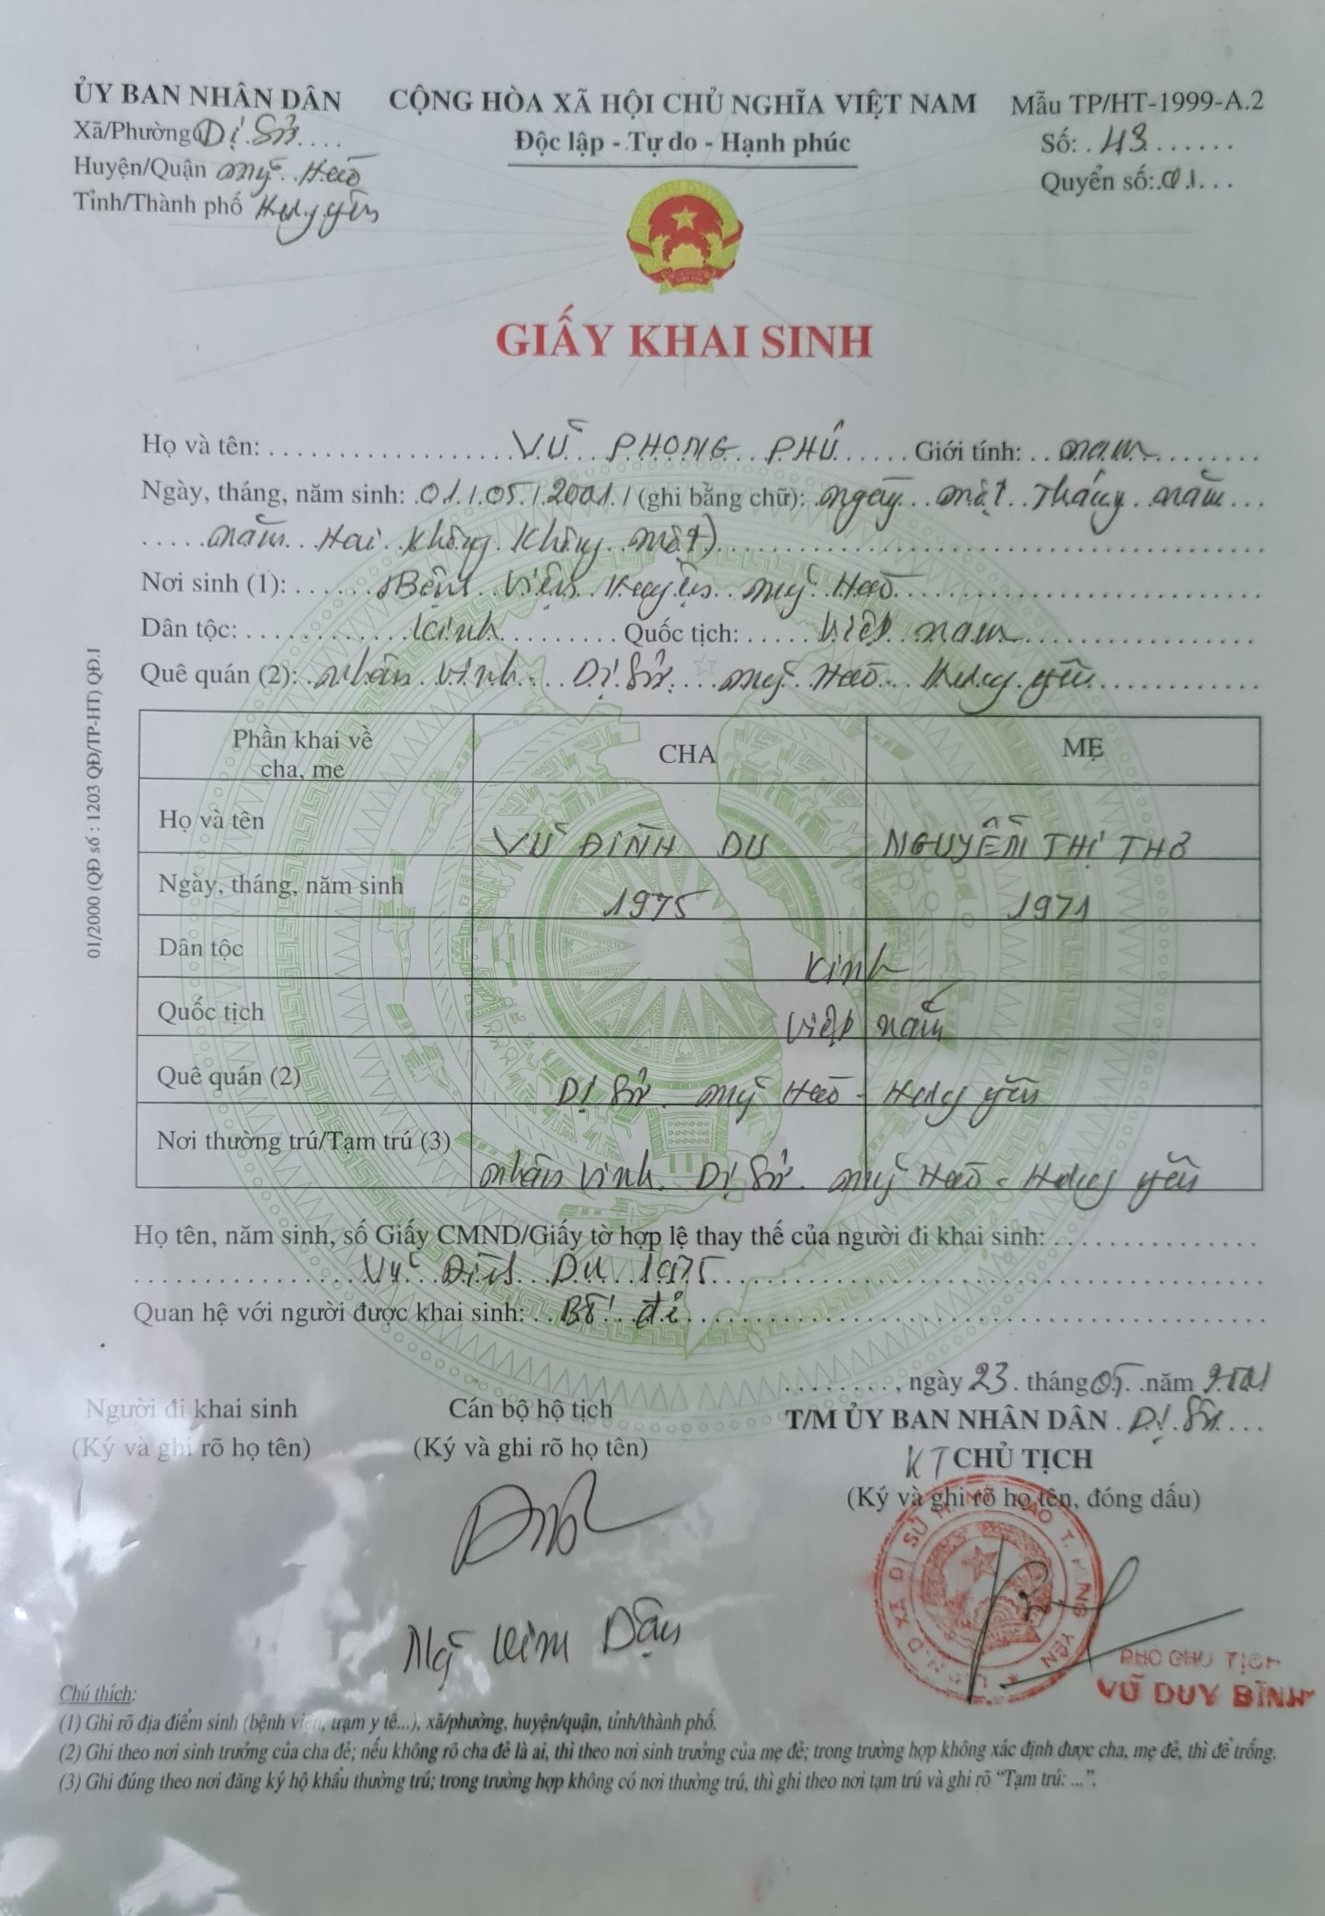 ỦY BAN NHÂN DÂN
Xã/Phường Dị Sử....
Huyện/Quận Mỹ Hào
Tỉnh/Thành phố Hưng Yên
CỘNG HÒA XÃ HỘI CHỦ NGHĨA VIỆT NAM
Độc lập - Tự do - Hạnh phúc
Mẫu TP/HT-1999-A.2
Số: .43.......
Quyển số:.01...
GIẤY KHAI SINH
Họ và tên: .................... VŨ PHONG PHÚ ...... Giới tính: .. nam ........
Ngày, tháng, năm sinh: 01/05/2001 / (ghi bằng chữ): ngày một Tháng năm ...
..... năm Hai không không một) ....................
Nơi sinh (1): ...... Bệnh viện Huyện Mỹ Hào ....................
Dân tộc: ............ Kinh ......... Quốc tịch: ..... Việt nam ....................
Quê quán (2): Nhân Vinh Dị Sử Mỹ Hào Hưng yên ............
Phần khai về cha, mẹ
CHA
MẸ
Họ và tên
VŨ ĐÌNH DU
NGUYỄN THỊ THƠ
Ngày, tháng, năm sinh
1975
1971
Dân tộc
Kinh
Quốc tịch
Việt nam
Quê quán (2)
Dị Sử. Mỹ Hào - Hưng yên
Nơi thường trú/Tạm trú (3)
Nhân Vinh. Dị Sử. Mỹ Hào - Hưng yên
Họ tên, năm sinh, số Giấy CMND/Giấy tờ hợp lệ thay thế của người đi khai sinh: ................
.................... Vũ Đình Du 1975 ....................
Quan hệ với người được khai sinh: .. Bố đẻ ....................
........, ngày 23. tháng 05. .năm 2001
T/M ỦY BAN NHÂN DÂN . Dị Sử....
KT CHỦ TỊCH
(Ký và ghi rõ họ tên, đóng dấu)
Người đi khai sinh
(Ký và ghi rõ họ tên)
Cán bộ hộ tịch
(Ký và ghi rõ họ tên)
Kim Dậu
U.B.N.D XÃ DỊ SỬ H. MỸ HÀO T. HƯNG YÊN
PHÓ CHỦ TỊCH
VŨ DUY BÌNH
Chú thích:
(1) Ghi rõ địa điểm sinh (bệnh viện, trạm y tế...), xã/phường, huyện/quận, tỉnh/thành phố.
(2) Ghi theo nơi sinh trưởng của cha đẻ; nếu không rõ cha đẻ là ai, thì theo nơi sinh trưởng của mẹ đẻ; trong trường hợp không xác định được cha, mẹ đẻ, thì để trống.
(3) Ghi đúng theo nơi đăng ký hộ khẩu thường trú; trong trường hợp không có nơi thường trú, thì ghi theo nơi tạm trú và ghi rõ “Tạm trú: ...”.
01/2000 (QĐ số : 1203 QĐ/TP-HT) QĐ.1